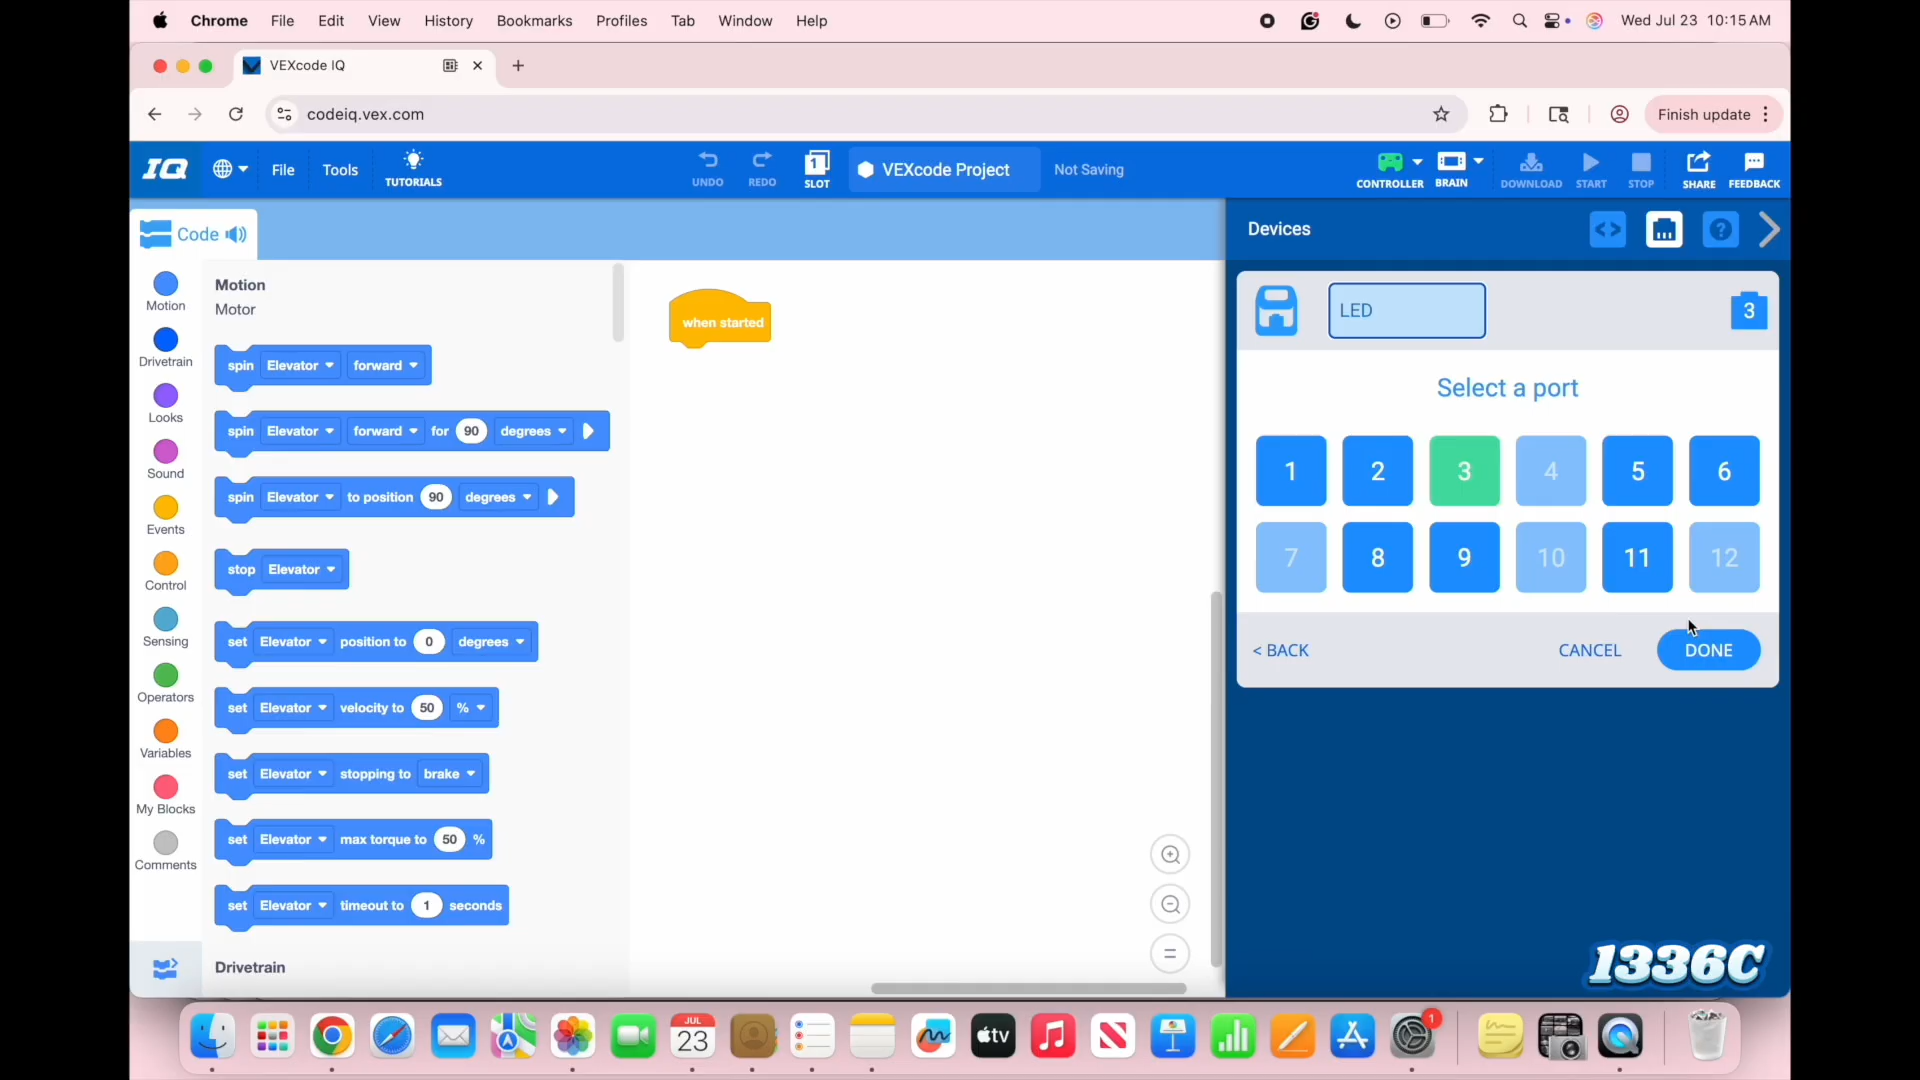 Chrome File Edit View History Bookmarks Profiles Tab Window Help Wed Jul 23 10:15 AM
VEXcode IQ
codeiq.vex.com Finish update
IQ File Tools TUTORIALS UNDO REDO 1 SLOT VEXcode Project Not Saving CONTROLLER BRAIN DOWNLOAD START STOP SHARE FEEDBACK
Code Devices
Motion
Drivetrain
Looks
Sound
Events
Control
Sensing
Operators
Variables
My Blocks
Comments
Motion
Motor
spin Elevator forward
spin Elevator forward for 90 degrees
spin Elevator to position 90 degrees
stop Elevator
set Elevator position to 0 degrees
set Elevator velocity to 50 %
set Elevator stopping to brake
set Elevator max torque to 50 %
set Elevator timeout to 1 seconds
Drivetrain
when started
LED 3
Select a port
1 2 3 4 5 6
7 8 9 10 11 12
< BACK CANCEL DONE
1336C
JUL
23
tv
1